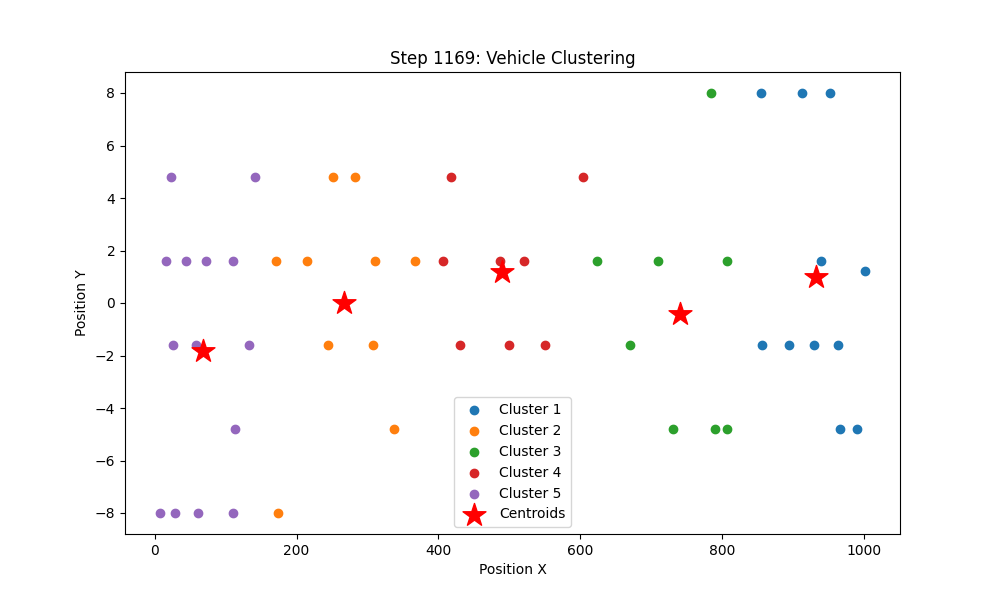 Step 1169: Vehicle Clustering
Position Y
8
6
4
2
0
−2
−4
−6
−8
Cluster 1
Cluster 2
Cluster 3
Cluster 4
Cluster 5
Centroids
0
200
400
600
800
1000
Position X